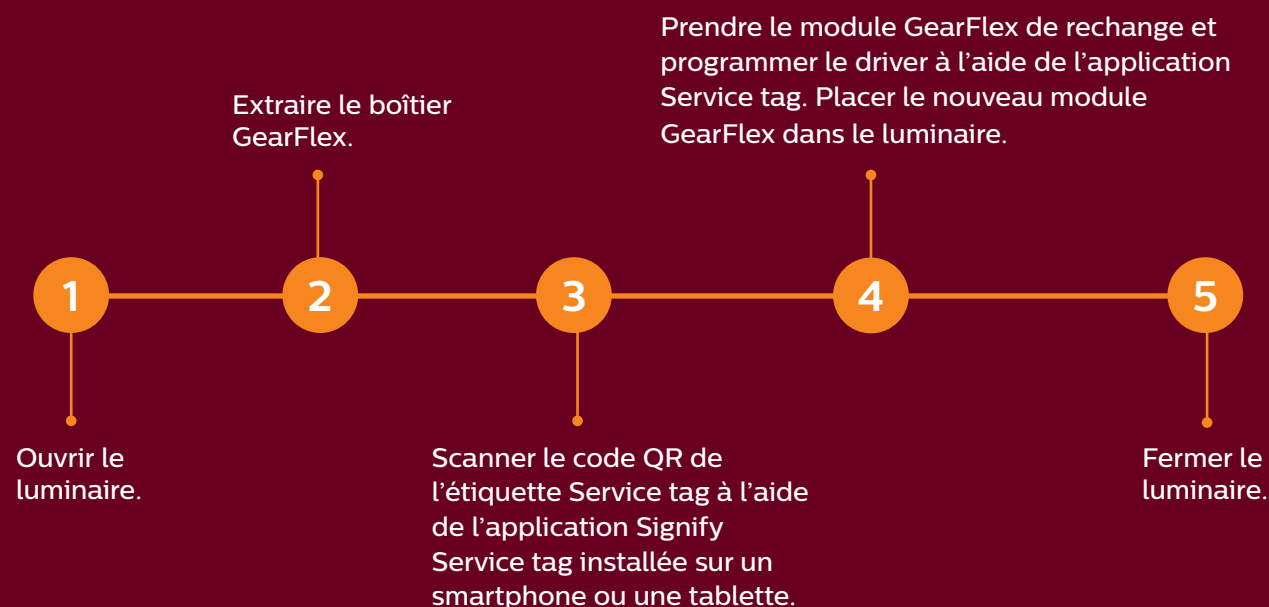 Prendre le module GearFlex de rechange et
programmer le driver à l'aide de l'application
Service tag. Placer le nouveau module
GearFlex dans le luminaire.
Extraire le boîtier
GearFlex.
1
2
3
4
5
Ouvrir le
luminaire.
Scanner le code QR de
l'étiquette Service tag à l'aide
de l'application Signify
Service tag installée sur un
smartphone ou une tablette.
Fermer le
luminaire.